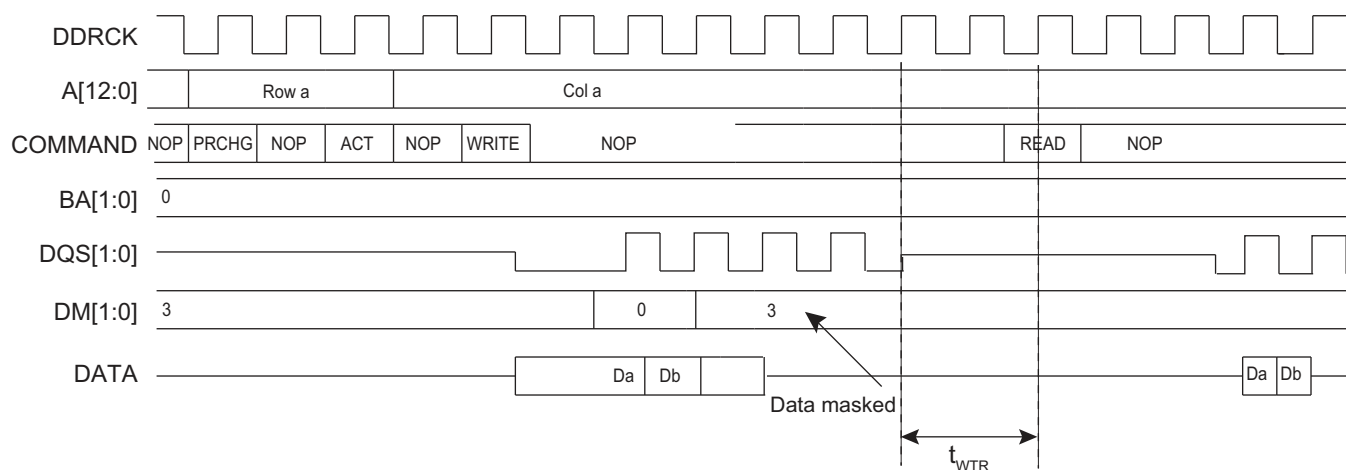 DDRCK
A[12:0] Row a Col a
COMMAND NOP PRCHG NOP ACT NOP WRITE NOP READ NOP
BA[1:0] 0
DQS[1:0]
DM[1:0] 3 0 3
DATA Da Db Da Db
Data masked
tWTR